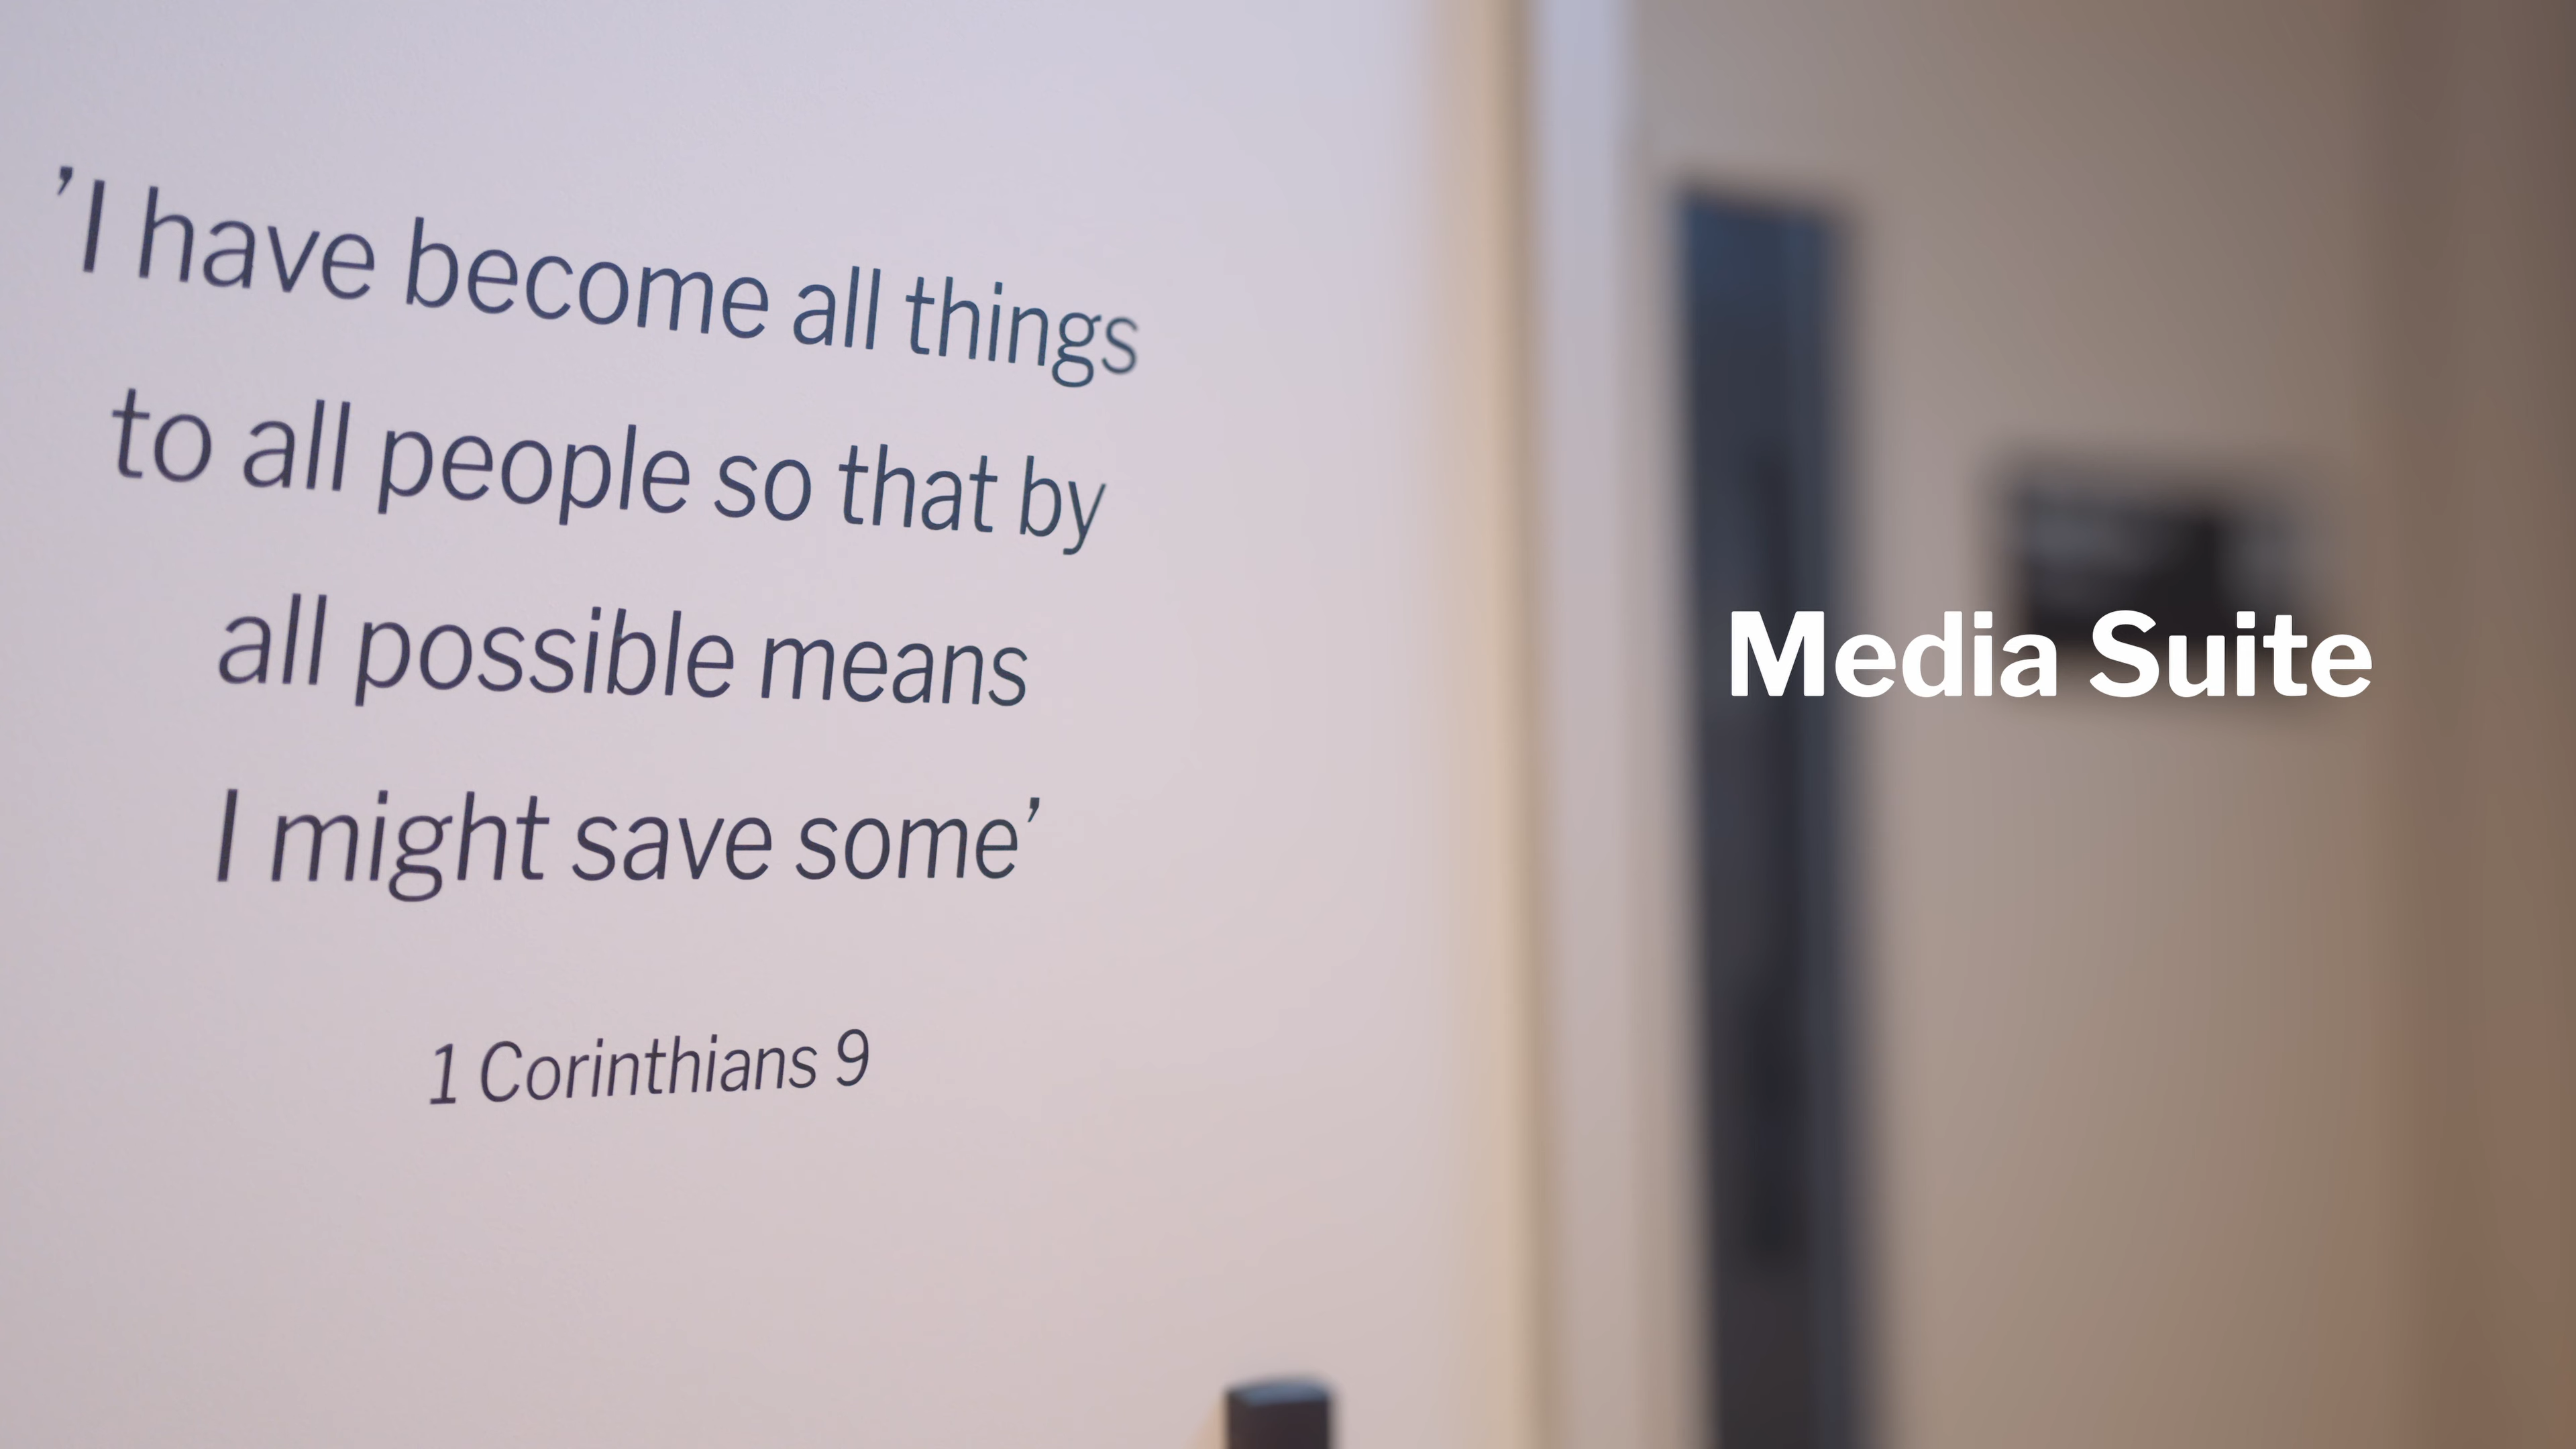 ’I have become all things
to all people so that by
all possible means
I might save some’
1 Corinthians 9
Media Suite